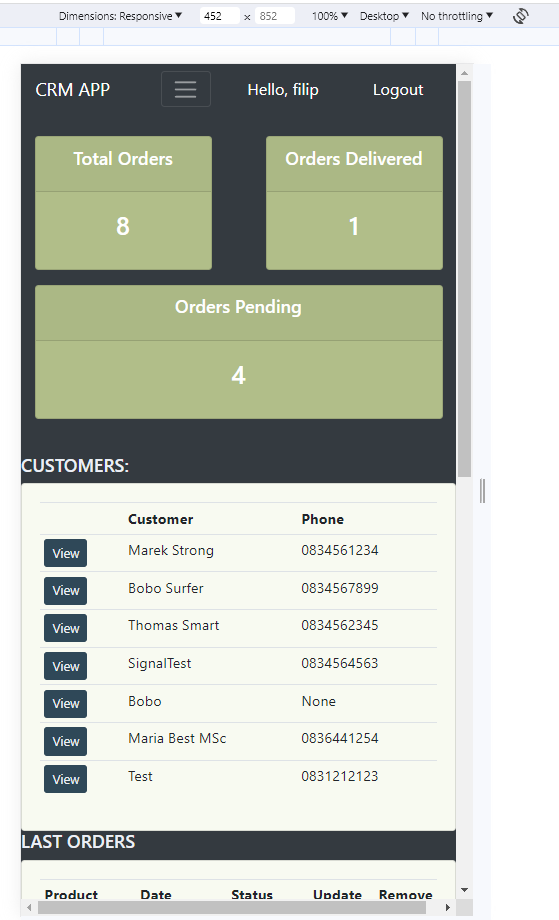 Dimensions: Responsive ▼ 452 x 852 100% ▼ Desktop ▼ No throttling ▼
CRM APP Hello, filip Logout
Total Orders Orders Delivered
8 1
Orders Pending
4
CUSTOMERS:
Customer Phone
View Marek Strong 0834561234
View Bobo Surfer 0834567899
View Thomas Smart 0834562345
View SignalTest 0834564563
View Bobo None
View Maria Best MSc 0836441254
View Test 0831212123
LAST ORDERS
Product Date Status Update Remove